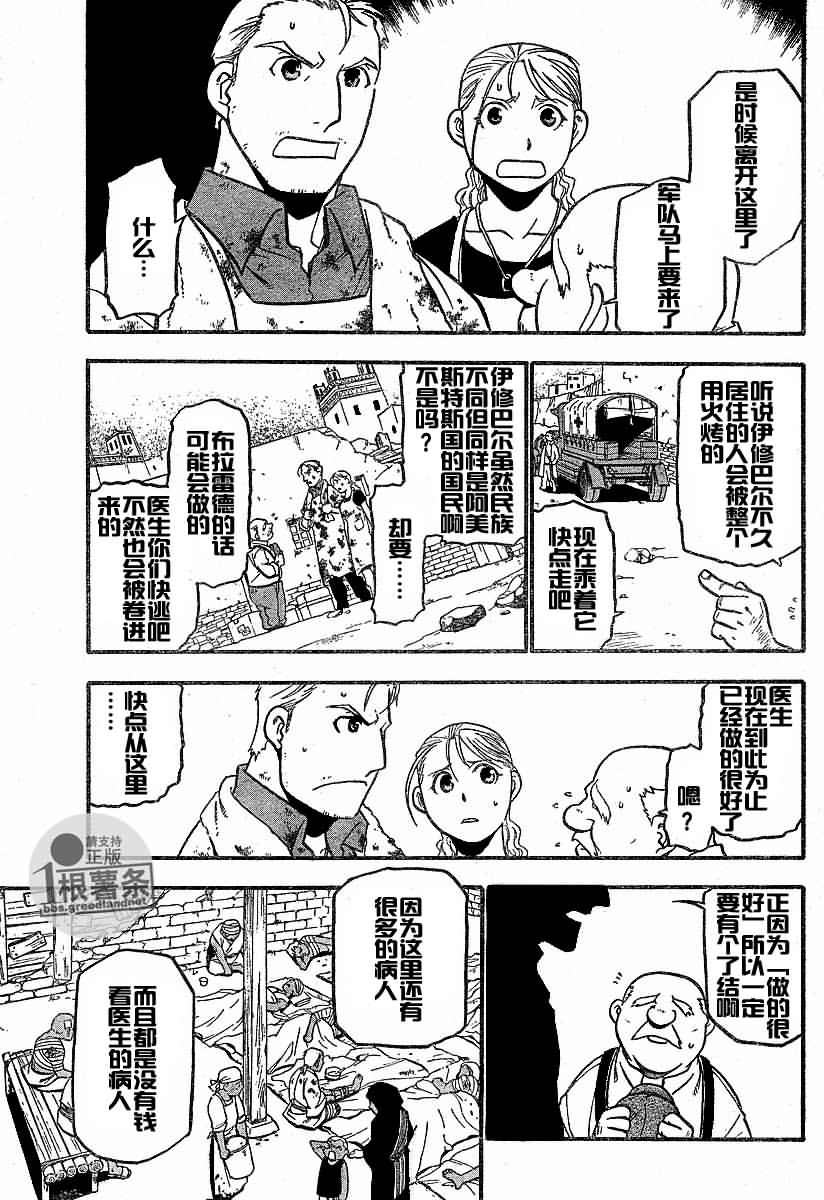 是时候离开这里了
军队马上要来了
什么…
听说伊修巴尔不久
居住的人会被整个
用火烤的
现在乘着它
快点走吧
伊修巴尔虽然民族
不同但同样是阿美
斯特斯国的国民啊
不是吗?
却要……
布拉雷德的话
可能会做的
医生你们快逃吧
不然也会被卷进
来的
医生
现在到此为止
已经做的很好了
嗯?
快点从这里
……
正因为「做的很
好」所以一定
要有个了结啊
因为这里还有
很多的病人
而且都是没有钱
看医生的病人
請支持
正版
1根薯条
bbs.greedland.net